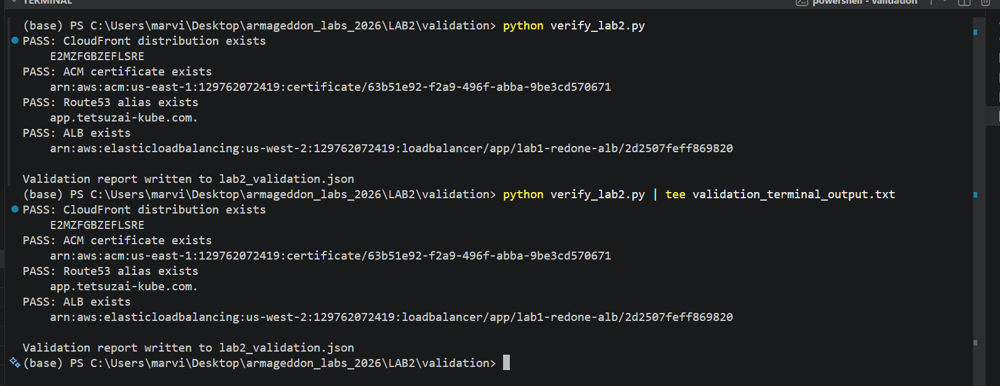 TERMINAL
powershell - validation
(base) PS C:\Users\marvi\Desktop\armageddon_labs_2026\LAB2\validation> python verify_lab2.py
PASS: CloudFront distribution exists
    E2MZFGBZEFLSRE
PASS: ACM certificate exists
    arn:aws:acm:us-east-1:129762072419:certificate/63b51e92-f2a9-496f-abba-9be3cd570671
PASS: Route53 alias exists
    app.tetsuzai-kube.com.
PASS: ALB exists
    arn:aws:elasticloadbalancing:us-west-2:129762072419:loadbalancer/app/lab1-redone-alb/2d2507feff869820
Validation report written to lab2_validation.json
(base) PS C:\Users\marvi\Desktop\armageddon_labs_2026\LAB2\validation> python verify_lab2.py | tee validation_terminal_output.txt
PASS: CloudFront distribution exists
    E2MZFGBZEFLSRE
PASS: ACM certificate exists
    arn:aws:acm:us-east-1:129762072419:certificate/63b51e92-f2a9-496f-abba-9be3cd570671
PASS: Route53 alias exists
    app.tetsuzai-kube.com.
PASS: ALB exists
    arn:aws:elasticloadbalancing:us-west-2:129762072419:loadbalancer/app/lab1-redone-alb/2d2507feff869820
Validation report written to lab2_validation.json
(base) PS C:\Users\marvi\Desktop\armageddon_labs_2026\LAB2\validation>